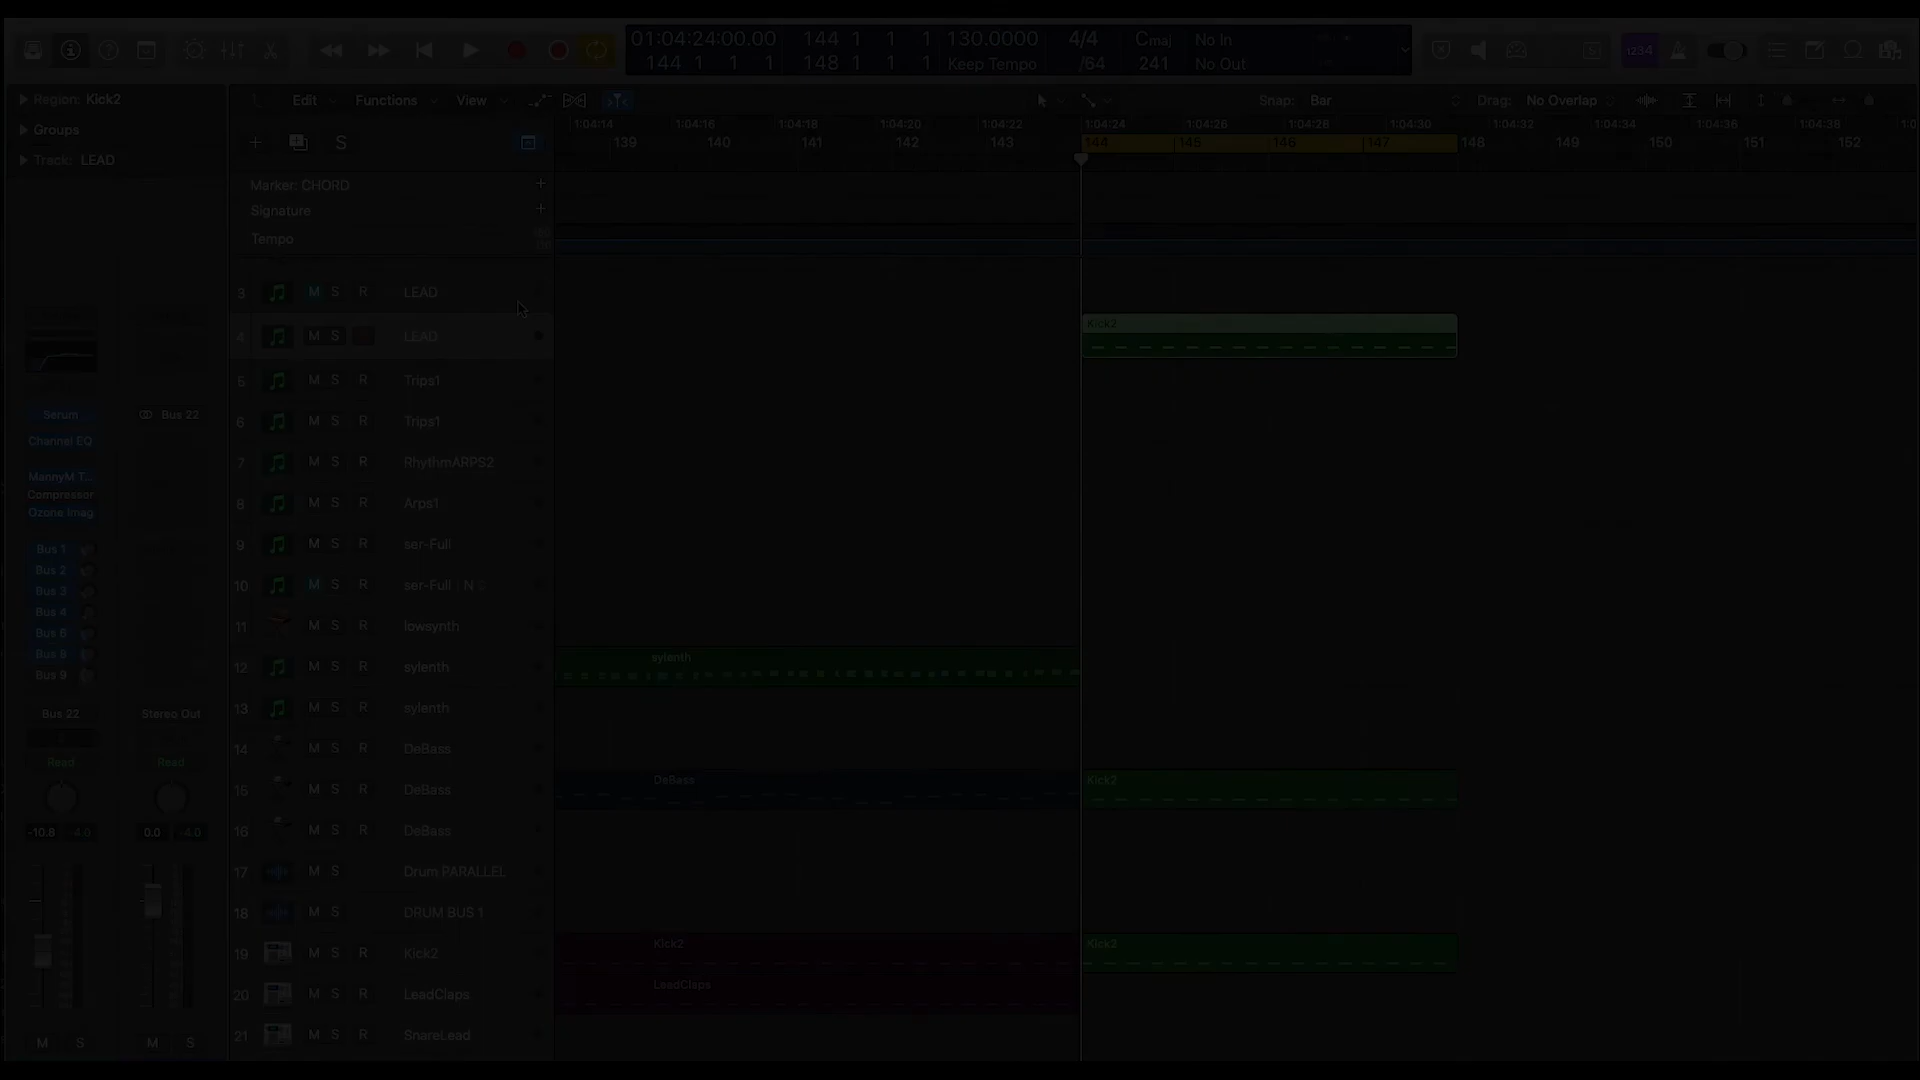 01:04:24:00.00 144 1 1 1 130.0000 4/4 Cmaj No In
144 1 1 1 148 1 1 1 Keep Tempo /64 241 No Out
1234
Region: Kick2
Groups
Track: LEAD
Edit Functions View Snap: Bar Drag: No Overlap
1:04:14 1:04:16 1:04:18 1:04:20 1:04:22 1:04:24 1:04:26 1:04:28 1:04:30 1:04:32 1:04:34 1:04:36 1:04:38
S 139 140 141 142 143 144 145 146 147 148 149 150 151 152
Marker: CHORD
Signature
Tempo
3 M S R LEAD
4 M S LEAD
Kick2
5 M S R Trips1
6 M S R Trips1
7 M S R RhythmARPS2
8 M S R Arps1
9 M S R ser-Full
10 M S R ser-Full N
11 M S R lowsynth
12 M S R sylenth
sylenth
13 M S R sylenth
14 M S R DeBass
15 M S R DeBass
DeBass Kick2
16 M S R DeBass
17 M S Drum PARALLEL
18 M S DRUM BUS 1
19 M S R Kick2
Kick2 Kick2
20 M S R LeadClaps
LeadClaps
21 M S R SnareLead
Serum Bus 22
Channel EQ
MannyM T...
Compressor
Ozone Imag
Bus 1
Bus 2
Bus 3
Bus 4
Bus 6
Bus 8
Bus 9
Bus 22 Stereo Out
Read Read
-10.8 -4.0 0.0 -4.0
M S M S